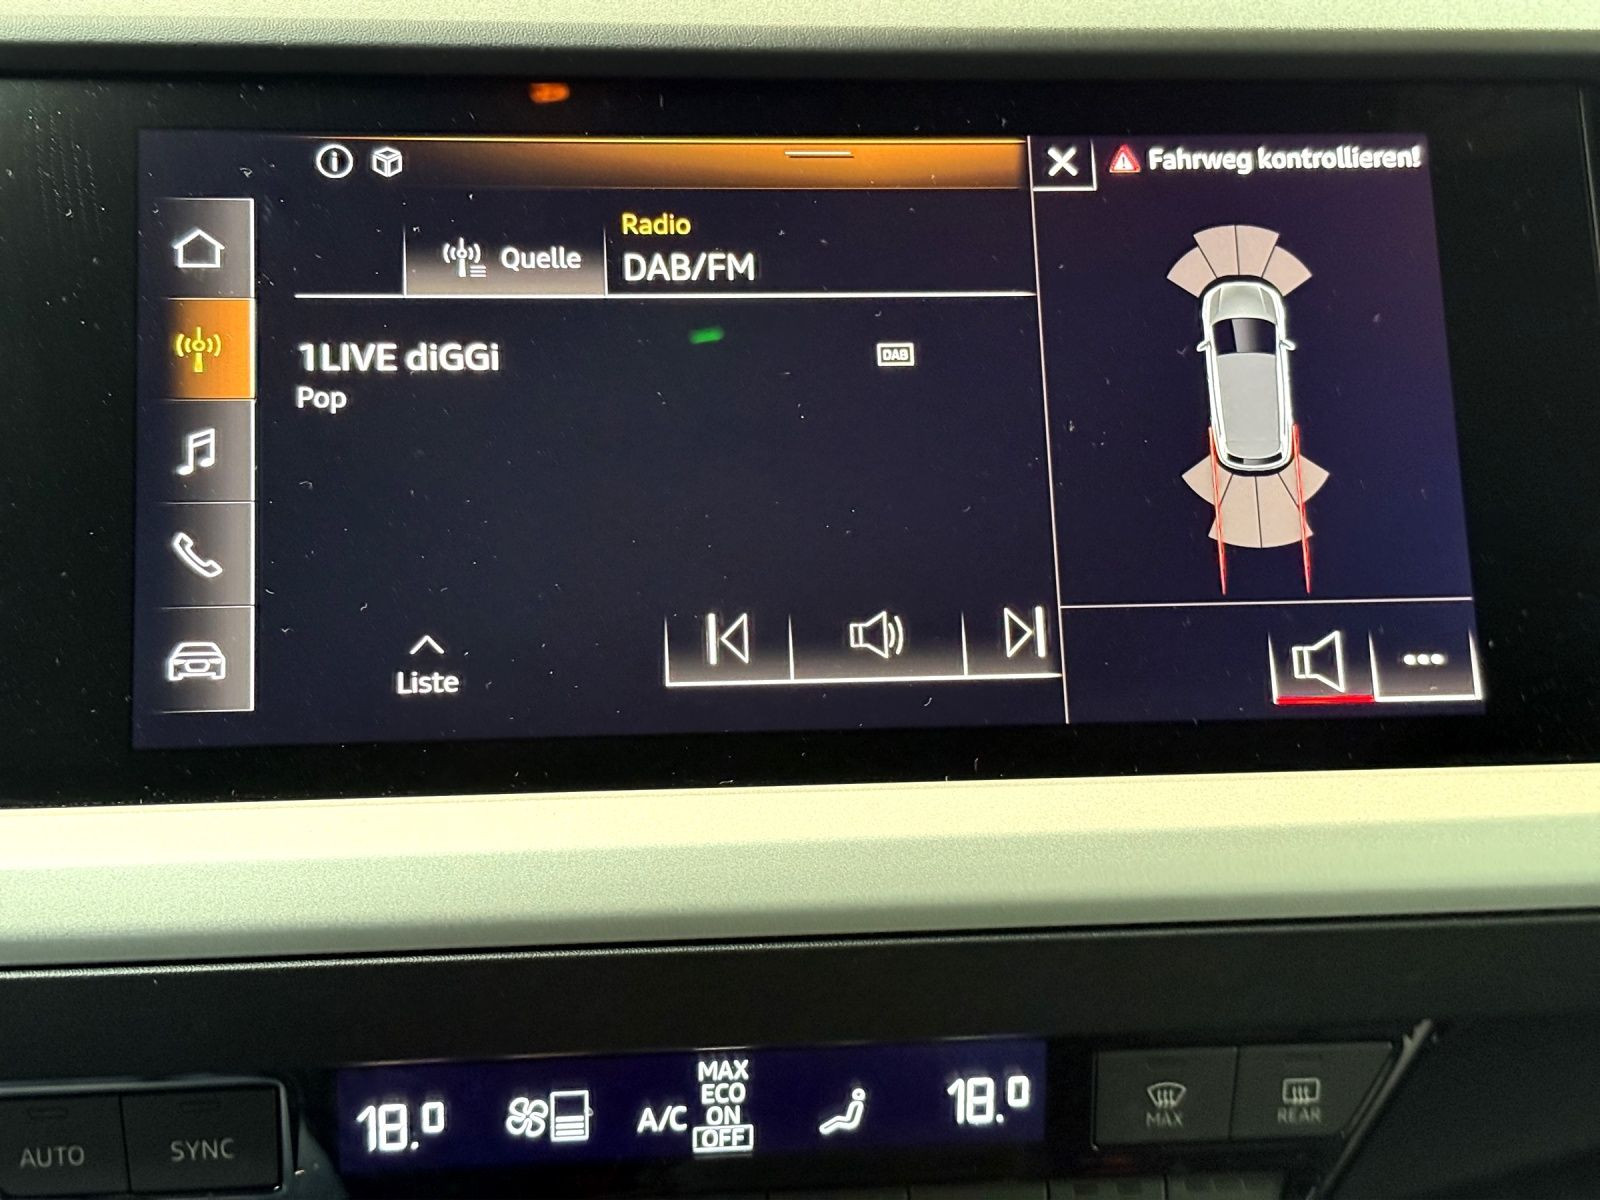 Fahrweg kontrollieren!
Radio
Quelle
DAB/FM
1LIVE diGGi
DAB
Pop
Liste
AUTO
SYNC
18.0
A/C
MAX
ECO
ON
OFF
18.0
MAX
REAR